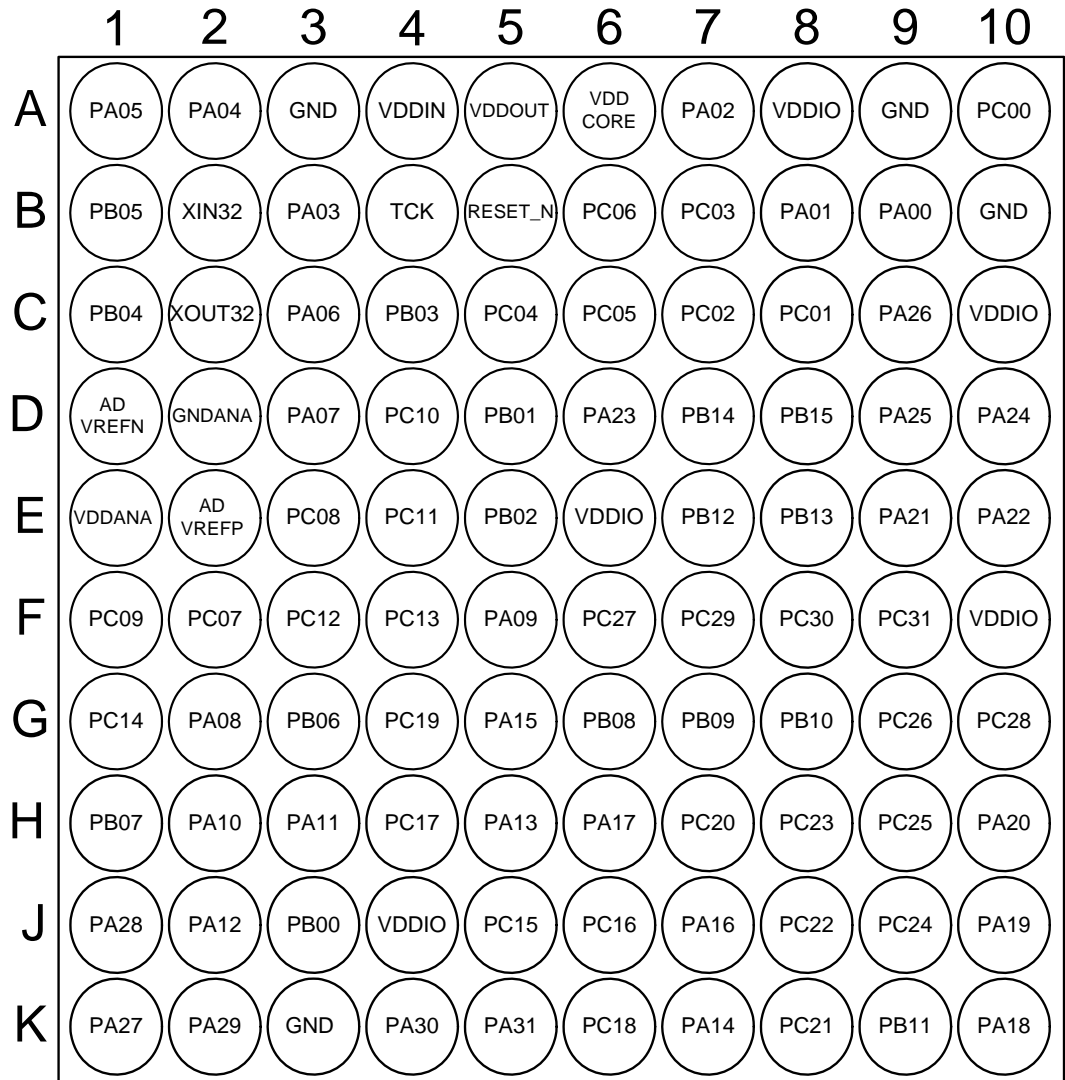 1 2 3 4 5 6 7 8 9 10
A PA05 PA04 GND VDDIN VDDOUT VDD CORE PA02 VDDIO GND PC00
B PB05 XIN32 PA03 TCK RESET_N PC06 PC03 PA01 PA00 GND
C PB04 XOUT32 PA06 PB03 PC04 PC05 PC02 PC01 PA26 VDDIO
D AD VREFN GNDANA PA07 PC10 PB01 PA23 PB14 PB15 PA25 PA24
E VDDANA AD VREFP PC08 PC11 PB02 VDDIO PB12 PB13 PA21 PA22
F PC09 PC07 PC12 PC13 PA09 PC27 PC29 PC30 PC31 VDDIO
G PC14 PA08 PB06 PC19 PA15 PB08 PB09 PB10 PC26 PC28
H PB07 PA10 PA11 PC17 PA13 PA17 PC20 PC23 PC25 PA20
J PA28 PA12 PB00 VDDIO PC15 PC16 PA16 PC22 PC24 PA19
K PA27 PA29 GND PA30 PA31 PC18 PA14 PC21 PB11 PA18